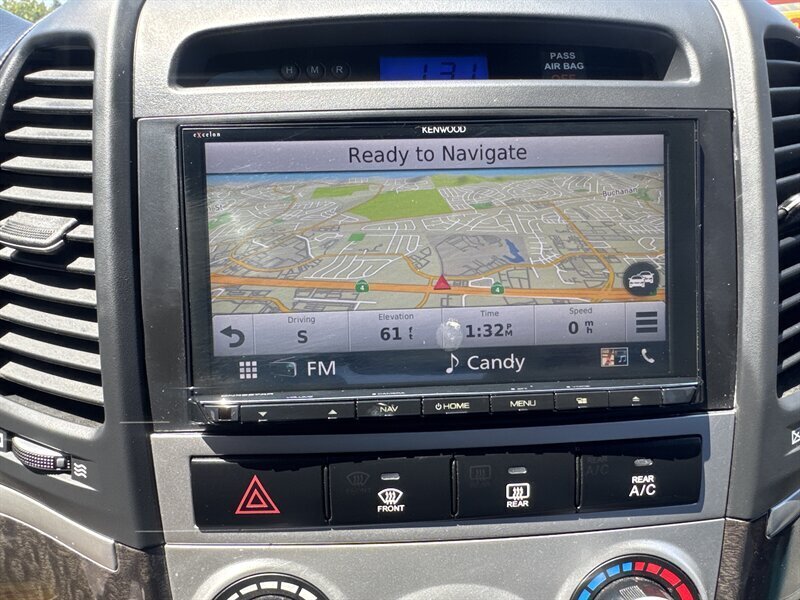 H M R
1:31
PASS
AIR BAG
OFF
excelon
KENWOOD
Ready to Navigate
Buchanan
4
4
Driving
S
Elevation
61 ft
Time
1:32 PM
Speed
0 mh
FM
Candy
NAV
HOME
MENU
FRONT
REAR
REAR
A/C